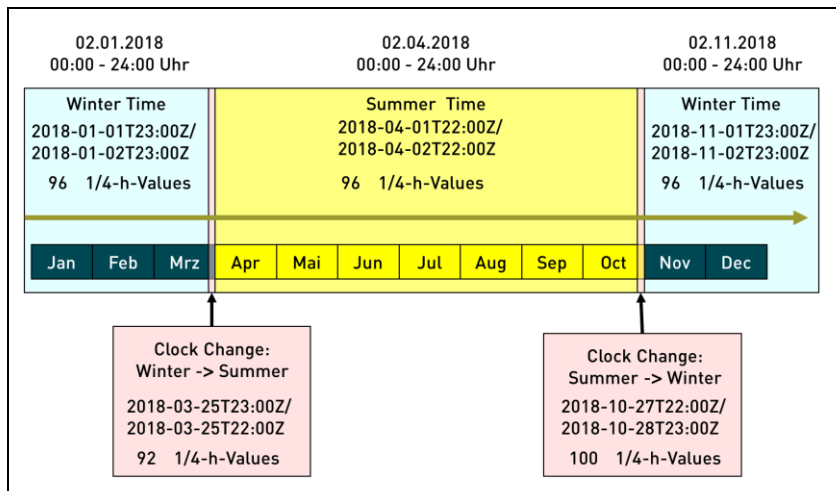 02.01.2018
00:00 - 24:00 Uhr
02.04.2018
00:00 - 24:00 Uhr
02.11.2018
00:00 - 24:00 Uhr
Winter Time
2018-01-01T23:00Z/
2018-01-02T23:00Z
96 1/4-h-Values
Summer Time
2018-04-01T22:00Z/
2018-04-02T22:00Z
96 1/4-h-Values
Winter Time
2018-11-01T23:00Z/
2018-11-02T23:00Z
96 1/4-h-Values
Jan Feb Mrz Apr Mai Jun Jul Aug Sep Oct Nov Dec
Clock Change:
Winter -> Summer
2018-03-25T23:00Z/
2018-03-25T22:00Z
92 1/4-h-Values
Clock Change:
Summer -> Winter
2018-10-27T22:00Z/
2018-10-28T23:00Z
100 1/4-h-Values